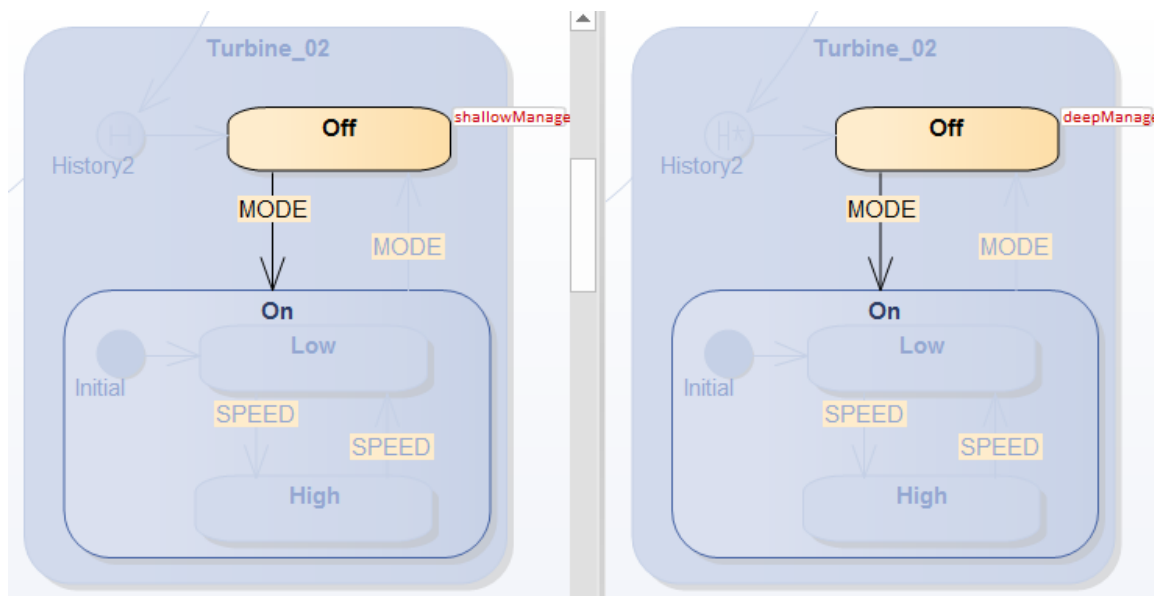 Turbine_02
H
Off
shallowManage
History2
MODE
MODE
On
Low
Initial
SPEED
SPEED
High
Turbine_02
H*
Off
deepManage
History2
MODE
MODE
On
Low
Initial
SPEED
SPEED
High